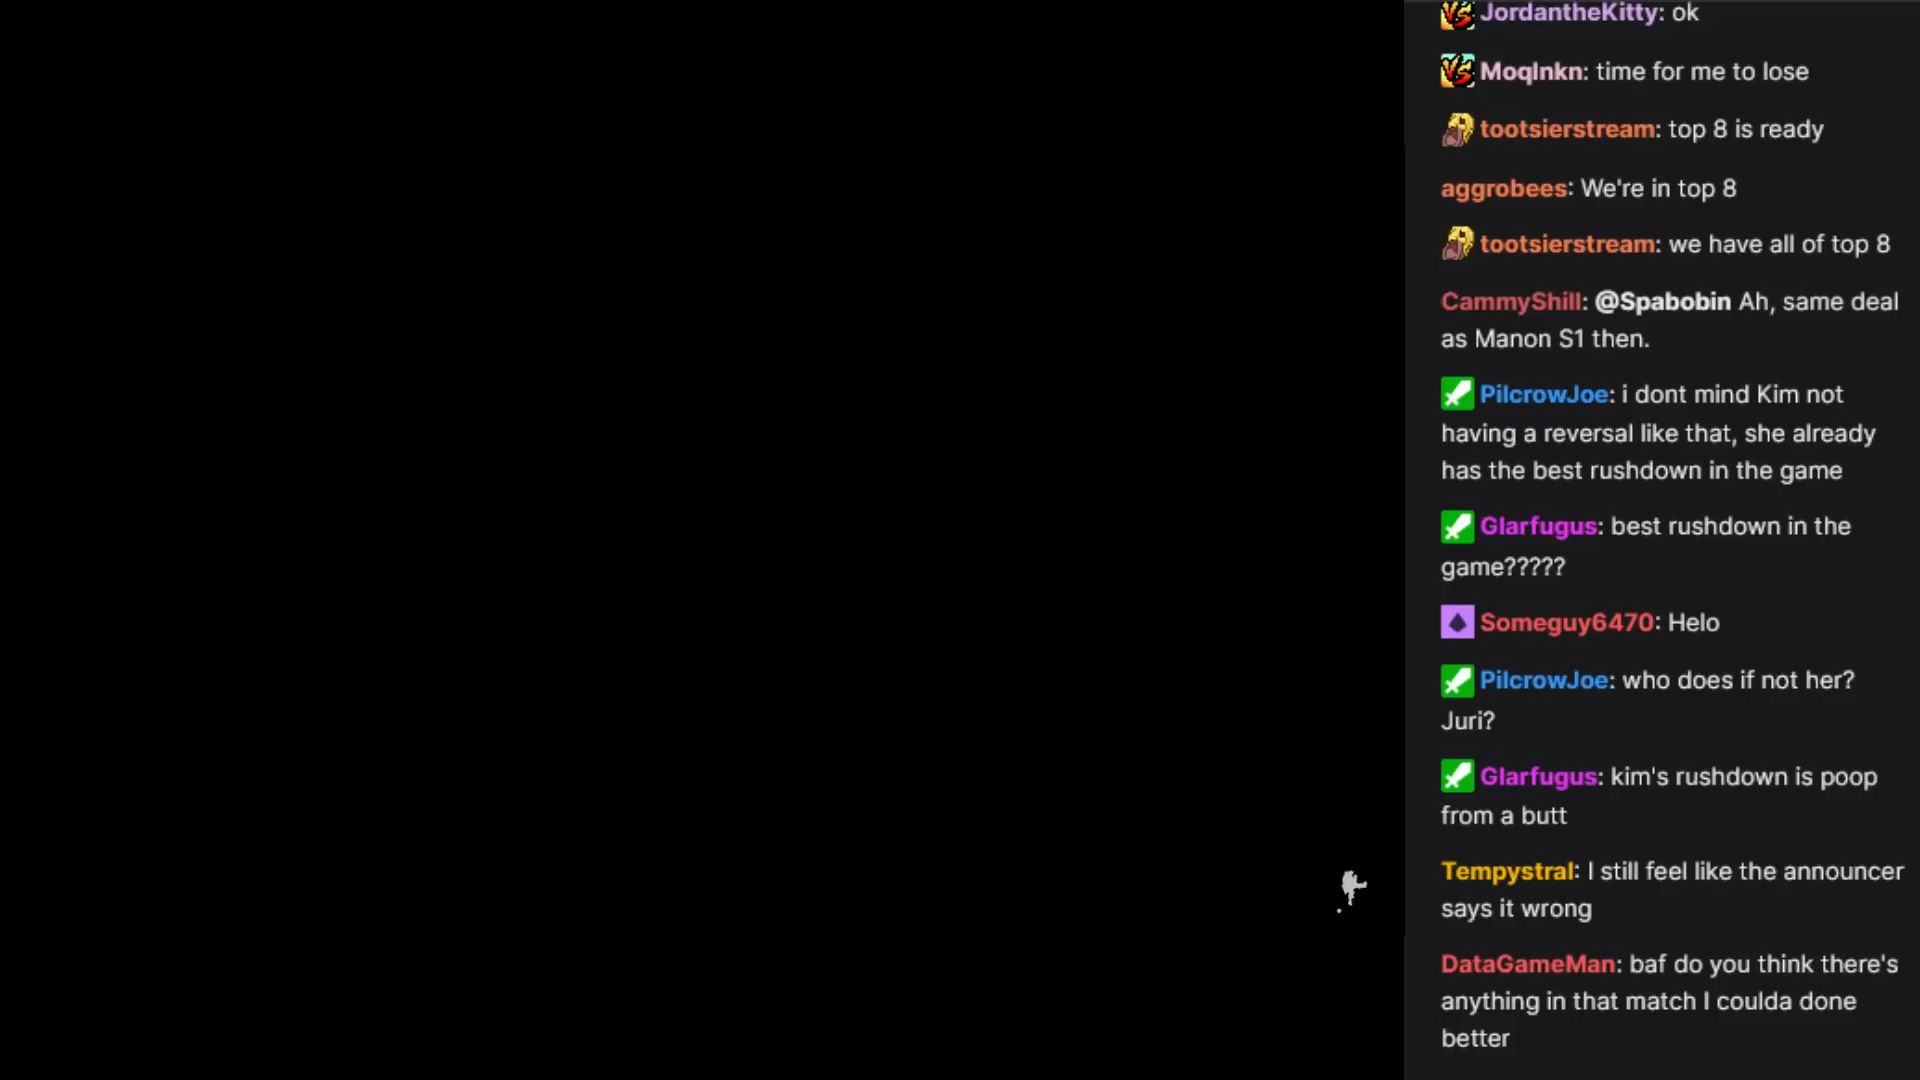 JordantheKitty: ok
MoqInkn: time for me to lose
tootsierstream: top 8 is ready
aggrobees: We're in top 8
tootsierstream: we have all of top 8
CammyShill: @Spabobin Ah, same deal
as Manon S1 then.
PilcrowJoe: i dont mind Kim not
having a reversal like that, she already
has the best rushdown in the game
Glarfugus: best rushdown in the
game?????
Someguy6470: Helo
PilcrowJoe: who does if not her?
Juri?
Glarfugus: kim's rushdown is poop
from a butt
Tempystral: I still feel like the announcer
says it wrong
DataGameMan: baf do you think there's
anything in that match I coulda done
better